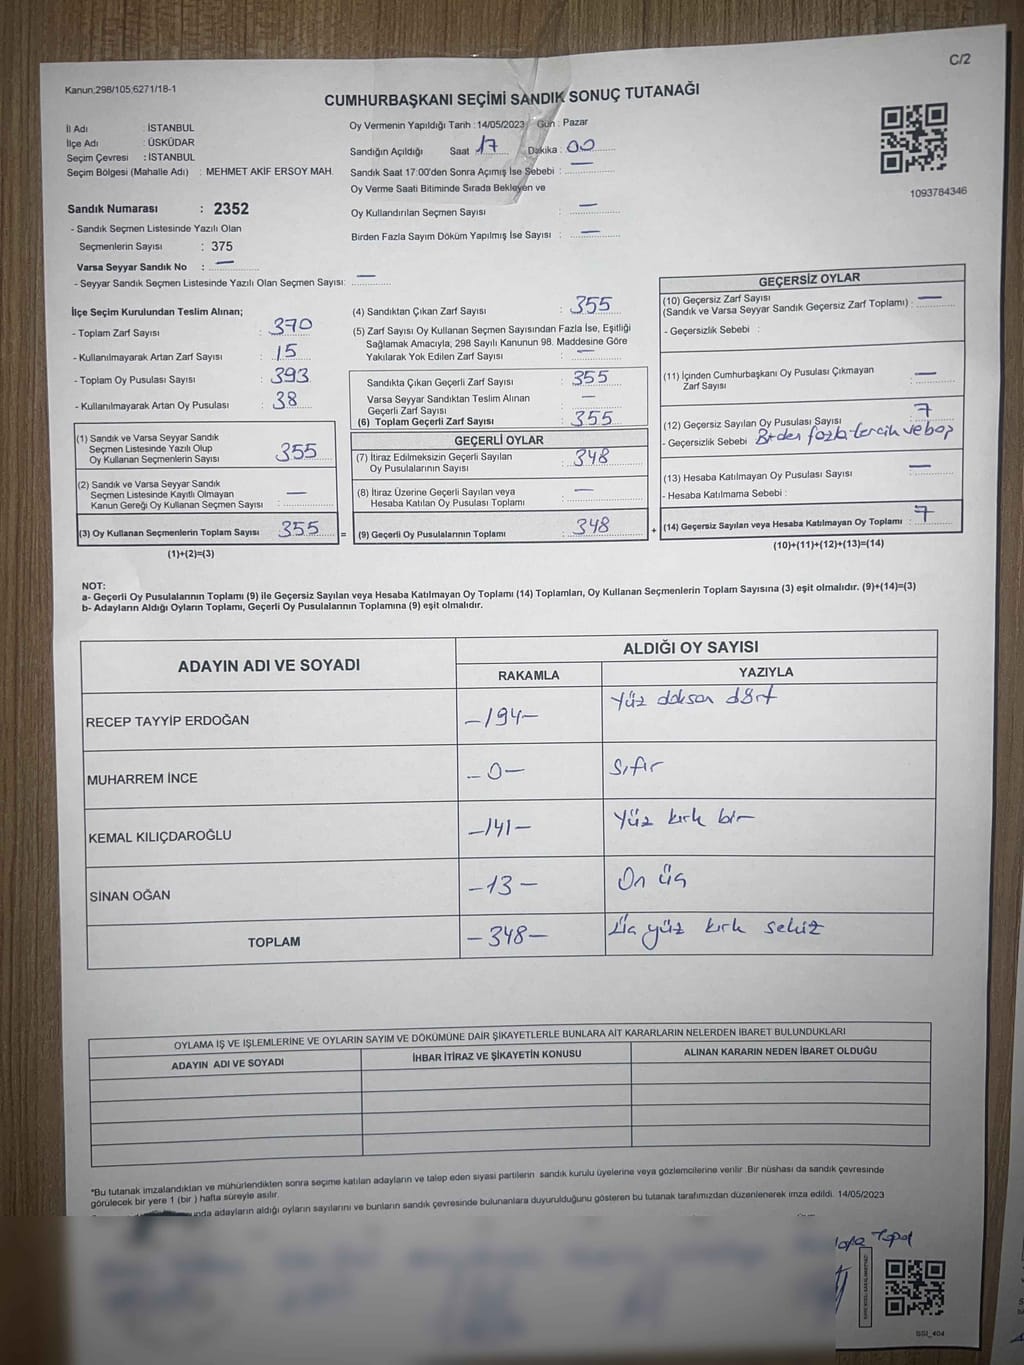 C/2
Kanun:298/105;6271/18-1
CUMHURBAŞKANI SEÇİMİ SANDIK SONUÇ TUTANAĞI
İl Adı : İSTANBUL
İlçe Adı : ÜSKÜDAR
Seçim Çevresi : İSTANBUL
Seçim Bölgesi (Mahalle Adı) : MEHMET AKİF ERSOY MAH.
Sandık Numarası : 2352
- Sandık Seçmen Listesinde Yazılı Olan
Seçmenlerin Sayısı : 375
Varsa Seyyar Sandık No : —
- Seyyar Sandık Seçmen Listesinde Yazılı Olan Seçmen Sayısı: —
Oy Vermenin Yapıldığı Tarih : 14/05/2023 Gün : Pazar
Sandığın Açıldığı Saat 17 Dakika : 00
Sandık Saat 17:00'den Sonra Açımış İse Sebebi : —
Oy Verme Saati Bitiminde Sırada Bekleyen ve
Oy Kullandırılan Seçmen Sayısı : —
Birden Fazla Sayım Döküm Yapılmış İse Sayısı : —
1093784346
İlçe Seçim Kurulundan Teslim Alınan;
- Toplam Zarf Sayısı : 370
- Kullanılmayarak Artan Zarf Sayısı : 15
- Toplam Oy Pusulası Sayısı : 393
- Kullanılmayarak Artan Oy Pusulası : 38
(1) Sandık ve Varsa Seyyar Sandık
Seçmen Listesinde Yazılı Olup
Oy Kullanan Seçmenlerin Sayısı : 355
(2) Sandık ve Varsa Seyyar Sandık
Seçmen Listesinde Kayıtlı Olmayan
Kanun Gereği Oy Kullanan Seçmen Sayısı : —
(3) Oy Kullanan Seçmenlerin Toplam Sayısı 355 =
(1)+(2)=(3)
(4) Sandıktan Çıkan Zarf Sayısı : 355
(5) Zarf Sayısı Oy Kullanan Seçmen Sayısından Fazla İse, Eşitliği
Sağlamak Amacıyla; 298 Sayılı Kanunun 98. Maddesine Göre
Yakılarak Yok Edilen Zarf Sayısı : —
Sandıkta Çıkan Geçerli Zarf Sayısı : 355
Varsa Seyyar Sandıktan Teslim Alınan
Geçerli Zarf Sayısı : —
(6) Toplam Geçerli Zarf Sayısı : 355
GEÇERLİ OYLAR
(7) İtiraz Edilmeksizin Geçerli Sayılan
Oy Pusulalarının Sayısı : 348
(8) İtiraz Üzerine Geçerli Sayılan veya
Hesaba Katılan Oy Pusulası Toplamı : —
(9) Geçerli Oy Pusulalarının Toplamı : 348 +
GEÇERSİZ OYLAR
(10) Geçersiz Zarf Sayısı
(Sandık ve Varsa Seyyar Sandık Geçersiz Zarf Toplamı) : —
- Geçersizlik Sebebi :
(11) İçinden Cumhurbaşkanı Oy Pusulası Çıkmayan
Zarf Sayısı : —
(12) Geçersiz Sayılan Oy Pusulası Sayısı : 7
- Geçersizlik Sebebi Birden fazla tercih ve boş
(13) Hesaba Katılmayan Oy Pusulası Sayısı —
- Hesaba Katılmama Sebebi :
(14) Geçersiz Sayılan veya Hesaba Katılmayan Oy Toplamı : 7
(10)+(11)+(12)+(13)=(14)
NOT:
a- Geçerli Oy Pusulalarının Toplamı (9) ile Geçersiz Sayılan veya Hesaba Katılmayan Oy Toplamı (14) Toplamları, Oy Kullanan Seçmenlerin Toplam Sayısına (3) eşit olmalıdır. (9)+(14)=(3)
b- Adayların Aldığı Oyların Toplamı, Geçerli Oy Pusulalarının Toplamına (9) eşit olmalıdır.
ADAYIN ADI VE SOYADI
ALDIĞI OY SAYISI
RAKAMLA YAZIYLA
RECEP TAYYİP ERDOĞAN -194- Yüz doksan dört
MUHARREM İNCE -0- Sıfır
KEMAL KILIÇDAROĞLU -141- Yüz kırk bir
SİNAN OĞAN -13- On üç
TOPLAM -348- Üç yüz kırk sekiz
OYLAMA İŞ VE İŞLEMLERİNE VE OYLARIN SAYIM VE DÖKÜMÜNE DAİR ŞİKAYETLERLE BUNLARA AİT KARARLARIN NELERDEN İBARET BULUNDUKLARI
ADAYIN ADI VE SOYADI İHBAR İTİRAZ VE ŞİKAYETİN KONUSU ALINAN KARARIN NEDEN İBARET OLDUĞU
*Bu tutanak imzalandıktan ve mühürlendikten sonra seçime katılan adayların ve talep eden siyasi partilerin sandık kurulu üyelerine veya gözlemcilerine verilir. Bir nüshası da sandık çevresinde
görülecek bir yere 1 (bir ) hafta süreyle asılır.
adayların aldığı oyların sayılarını ve bunların sandık çevresinde bulunanlara duyurulduğunu gösteren bu tutanak tarafımızdan düzenlenerek imza edildi. 14/05/2023
Topal
SSI_404